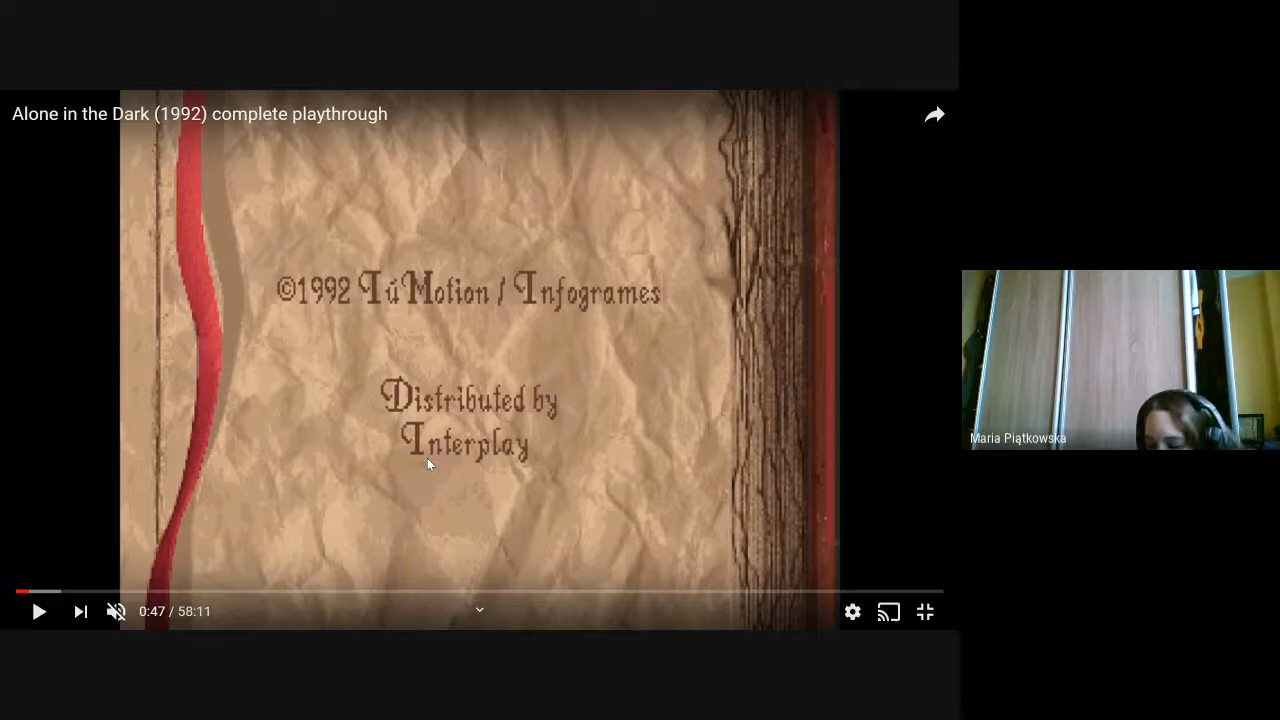 Alone in the Dark (1992) complete playthrough
©1992 I'Motion / Infogrames
Distributed by
Interplay
Maria Piątkowska
0:47 / 58:11